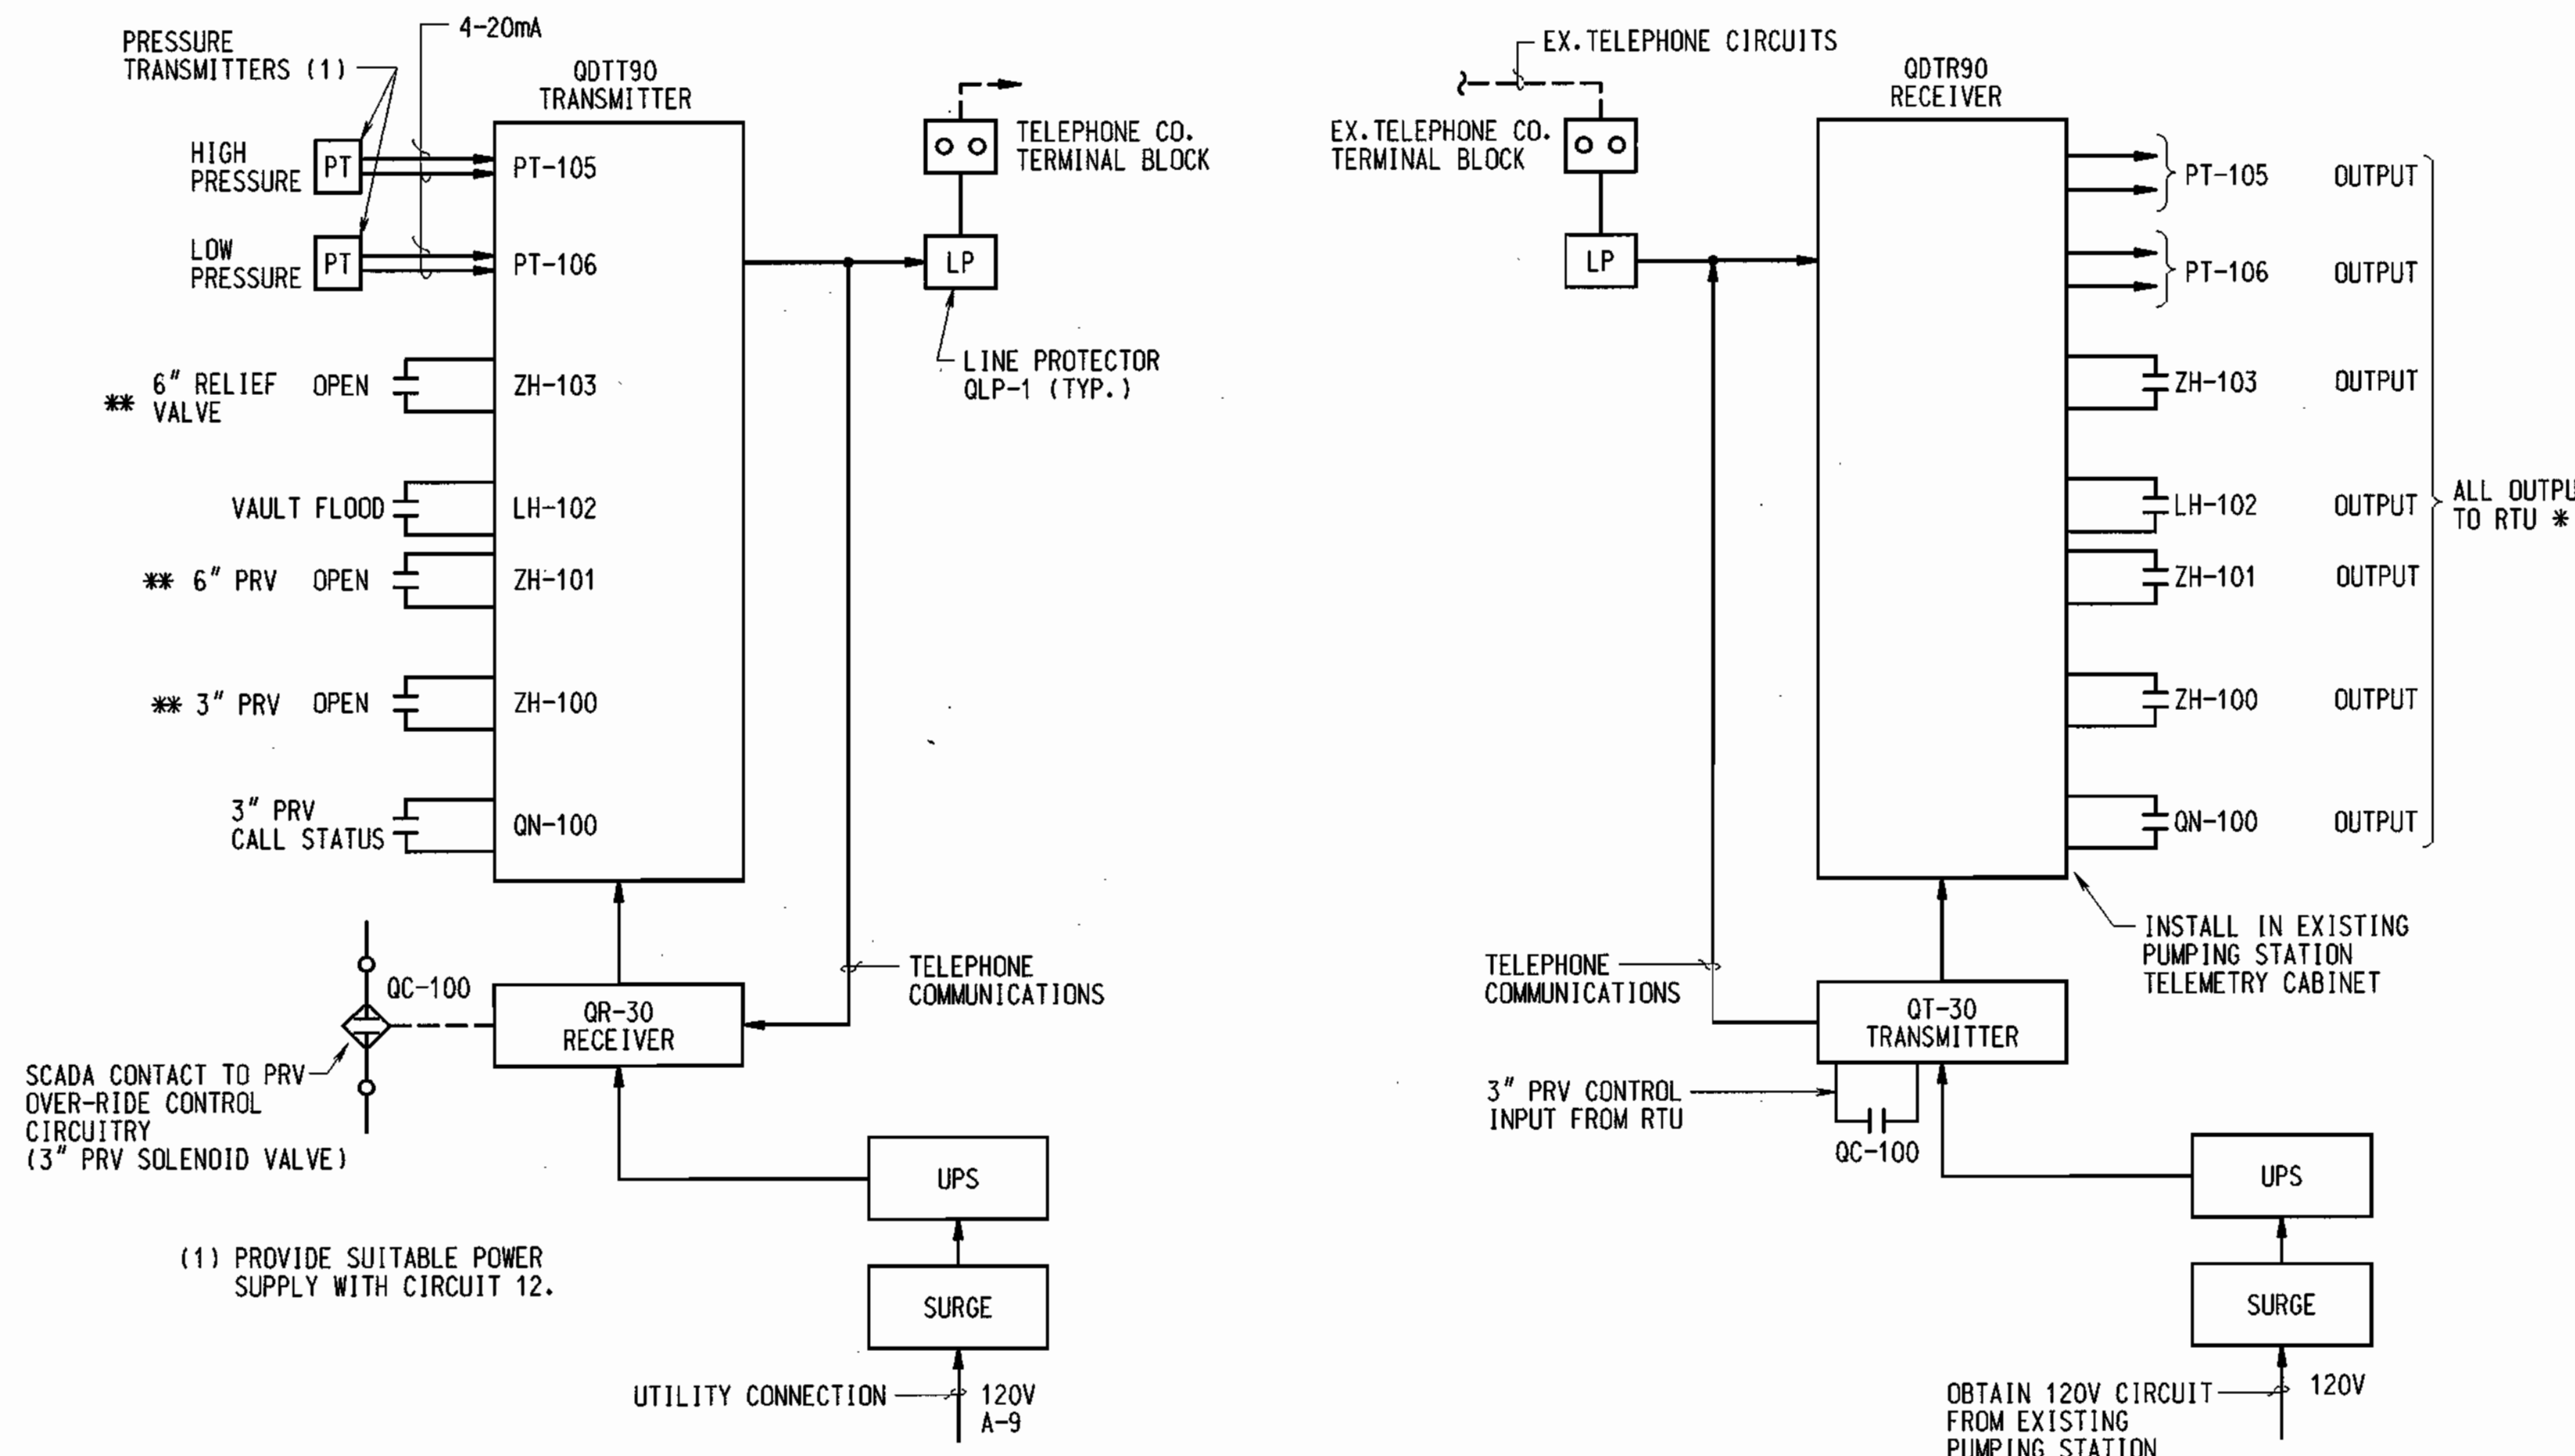 PRESSURE
TRANSMITTERS (1)
4-20mA
QDTT90
TRANSMITTER
HIGH
PRESSURE
PT
PT-105
LOW
PRESSURE
PT
PT-106
** 6" RELIEF
VALVE
OPEN
ZH-103
VAULT FLOOD
LH-102
** 6" PRV OPEN
ZH-101
** 3" PRV OPEN
ZH-100
3" PRV
CALL STATUS
QN-100
TELEPHONE CO.
TERMINAL BLOCK
LP
LINE PROTECTOR
QLP-1 (TYP.)
TELEPHONE
COMMUNICATIONS
QC-100
QR-30
RECEIVER
SCADA CONTACT TO PRV
OVER-RIDE CONTROL
CIRCUITRY
(3" PRV SOLENOID VALVE)
UPS
SURGE
(1) PROVIDE SUITABLE POWER
SUPPLY WITH CIRCUIT 12.
UTILITY CONNECTION
120V
A-9
EX.TELEPHONE CIRCUITS
EX.TELEPHONE CO.
TERMINAL BLOCK
LP
QDTR90
RECEIVER
PT-105 OUTPUT
PT-106 OUTPUT
ZH-103 OUTPUT
LH-102 OUTPUT
ZH-101 OUTPUT
ZH-100 OUTPUT
QN-100 OUTPUT
ALL OUTPU
TO RTU *
INSTALL IN EXISTING
PUMPING STATION
TELEMETRY CABINET
TELEPHONE
COMMUNICATIONS
QT-30
TRANSMITTER
3" PRV CONTROL
INPUT FROM RTU
QC-100
UPS
SURGE
OBTAIN 120V CIRCUIT
FROM EXISTING
PUMPING STATION
120V